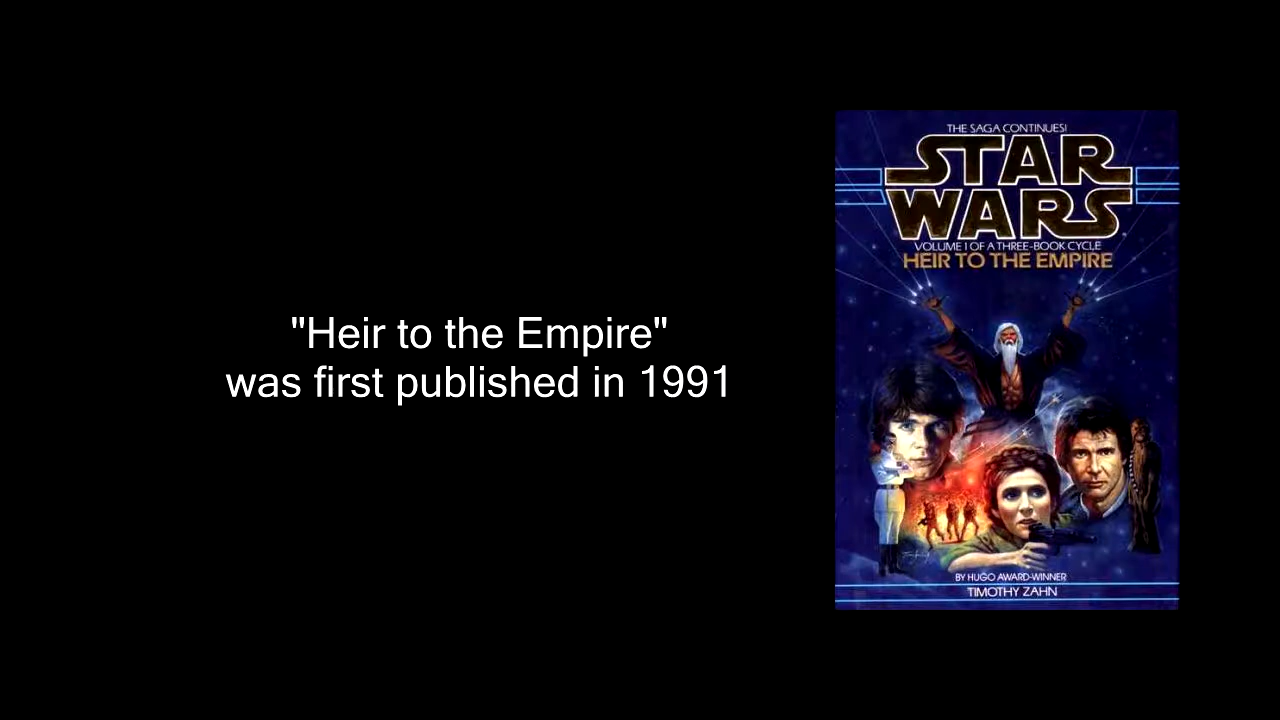 "Heir to the Empire"
was first published in 1991
THE SAGA CONTINUES!
STAR
WARS
VOLUME 1 OF A THREE-BOOK CYCLE
HEIR TO THE EMPIRE
BY HUGO AWARD-WINNER
TIMOTHY ZAHN